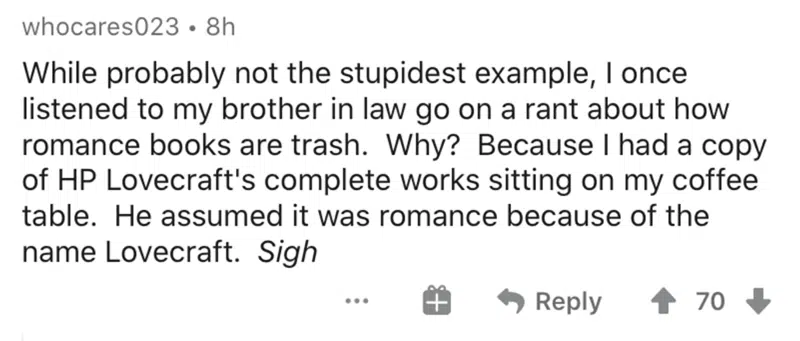 whocares023 • 8h
While probably not the stupidest example, I once
listened to my brother in law go on a rant about how
romance books are trash.  Why?  Because I had a copy
of HP Lovecraft's complete works sitting on my coffee
table.  He assumed it was romance because of the
name Lovecraft.  Sigh
... Reply 70